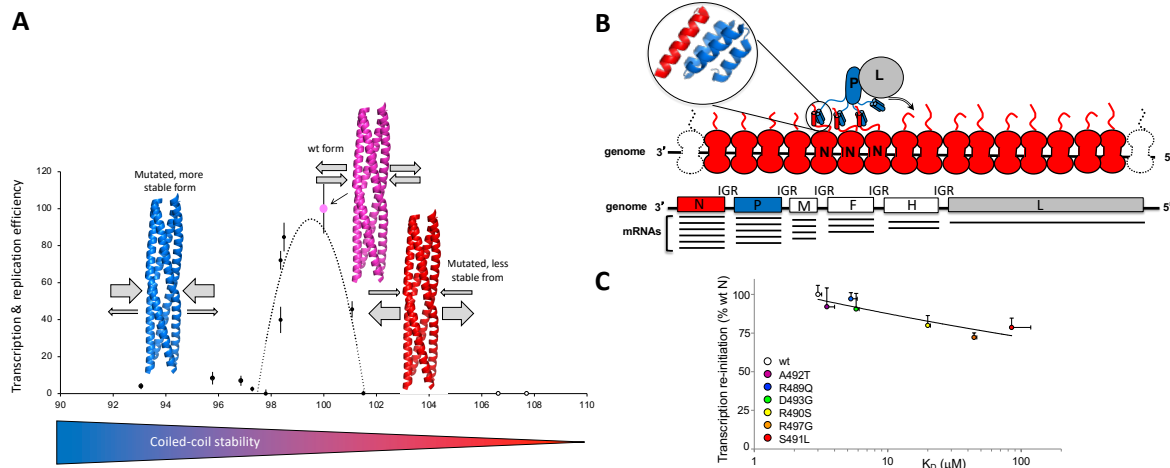 A
Transcription & replication efficiency
120
100
80
60
40
20
0
90
92
94
96
98
100
102
104
106
108
110
Mutated, more
stable form
wt form
Mutated, less
stable from
Coiled-coil stability
B
P
L
genome 3′ N N N 5′
IGR IGR IGR IGR IGR
genome 3′ N P M F H L 5′
mRNAs
C
Transcription re-initiation (% wt N)
100
75
50
25
0
wt
A492T
R489Q
D493G
R490S
R497G
S491L
1 10 100
K_D (μM)